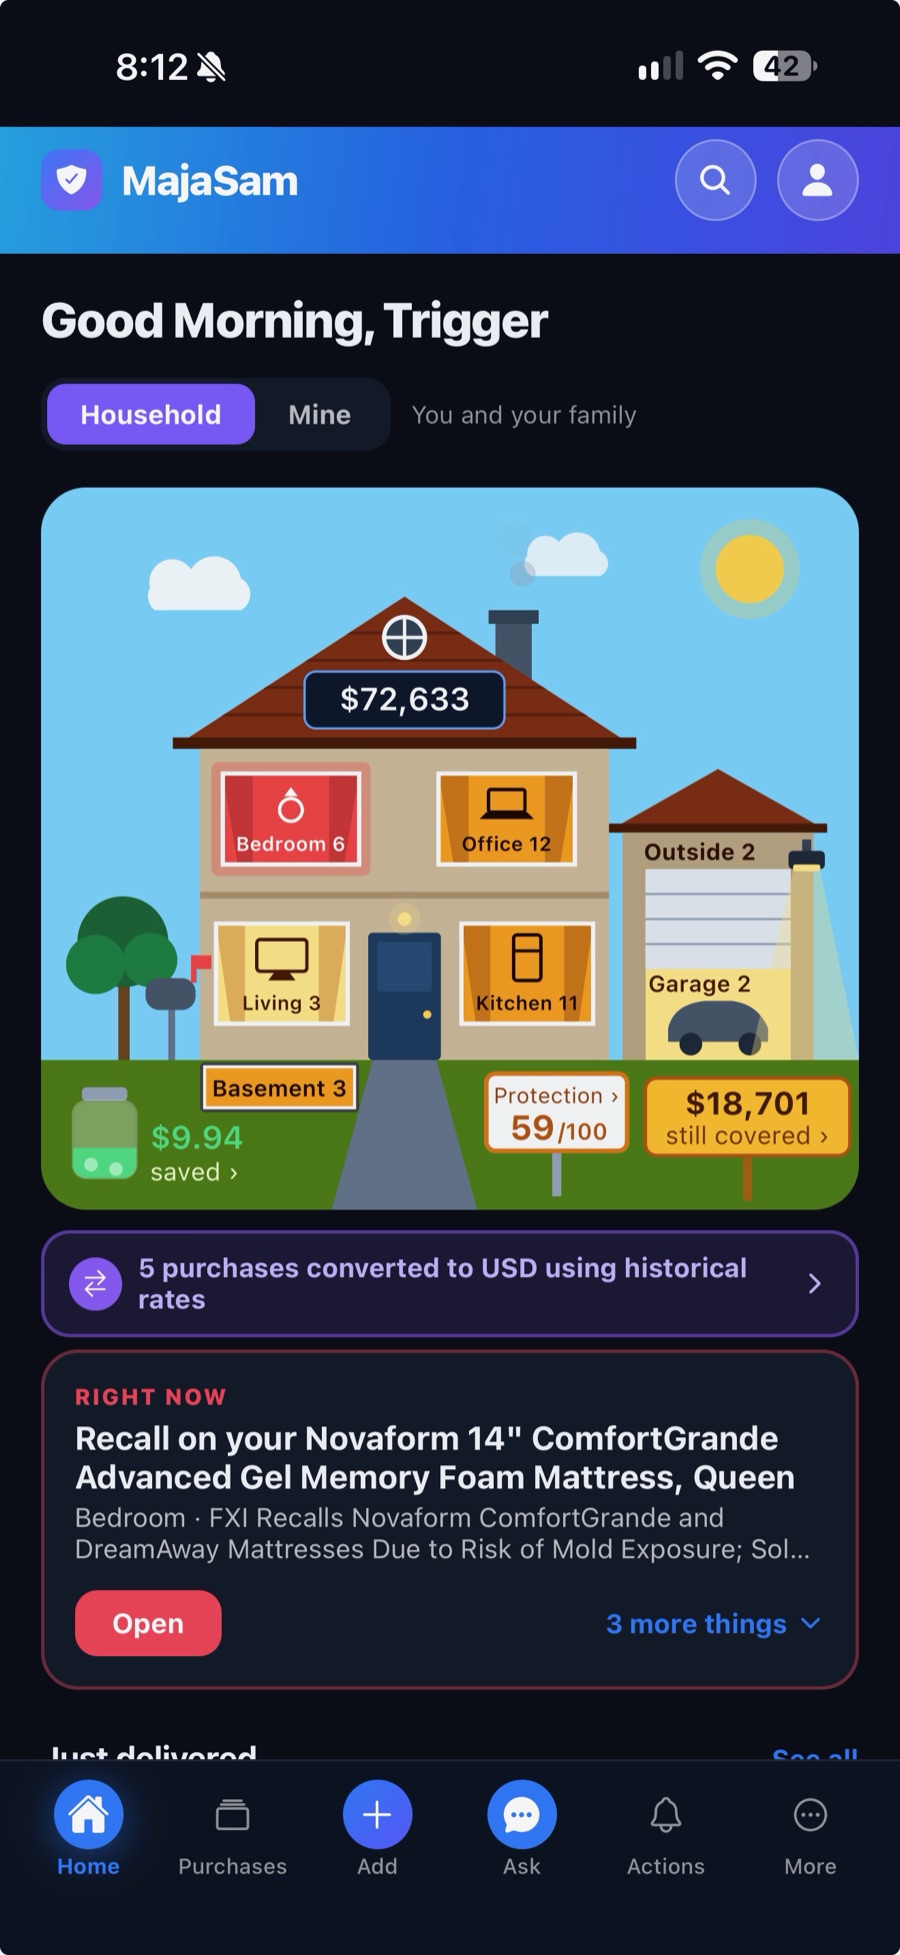 8:12
42
MajaSam
Good Morning, Trigger
Household
Mine
You and your family
$72,633
Bedroom 6
Office 12
Outside 2
Living 3
Kitchen 11
Garage 2
Basement 3
Protection ›
59/100
$18,701
still covered ›
$9.94
saved ›
5 purchases converted to USD using historical
rates
RIGHT NOW
Recall on your Novaform 14" ComfortGrande
Advanced Gel Memory Foam Mattress, Queen
Bedroom · FXI Recalls Novaform ComfortGrande and
DreamAway Mattresses Due to Risk of Mold Exposure; Sol...
Open
3 more things
Just delivered
See all
Home
Purchases
Add
Ask
Actions
More